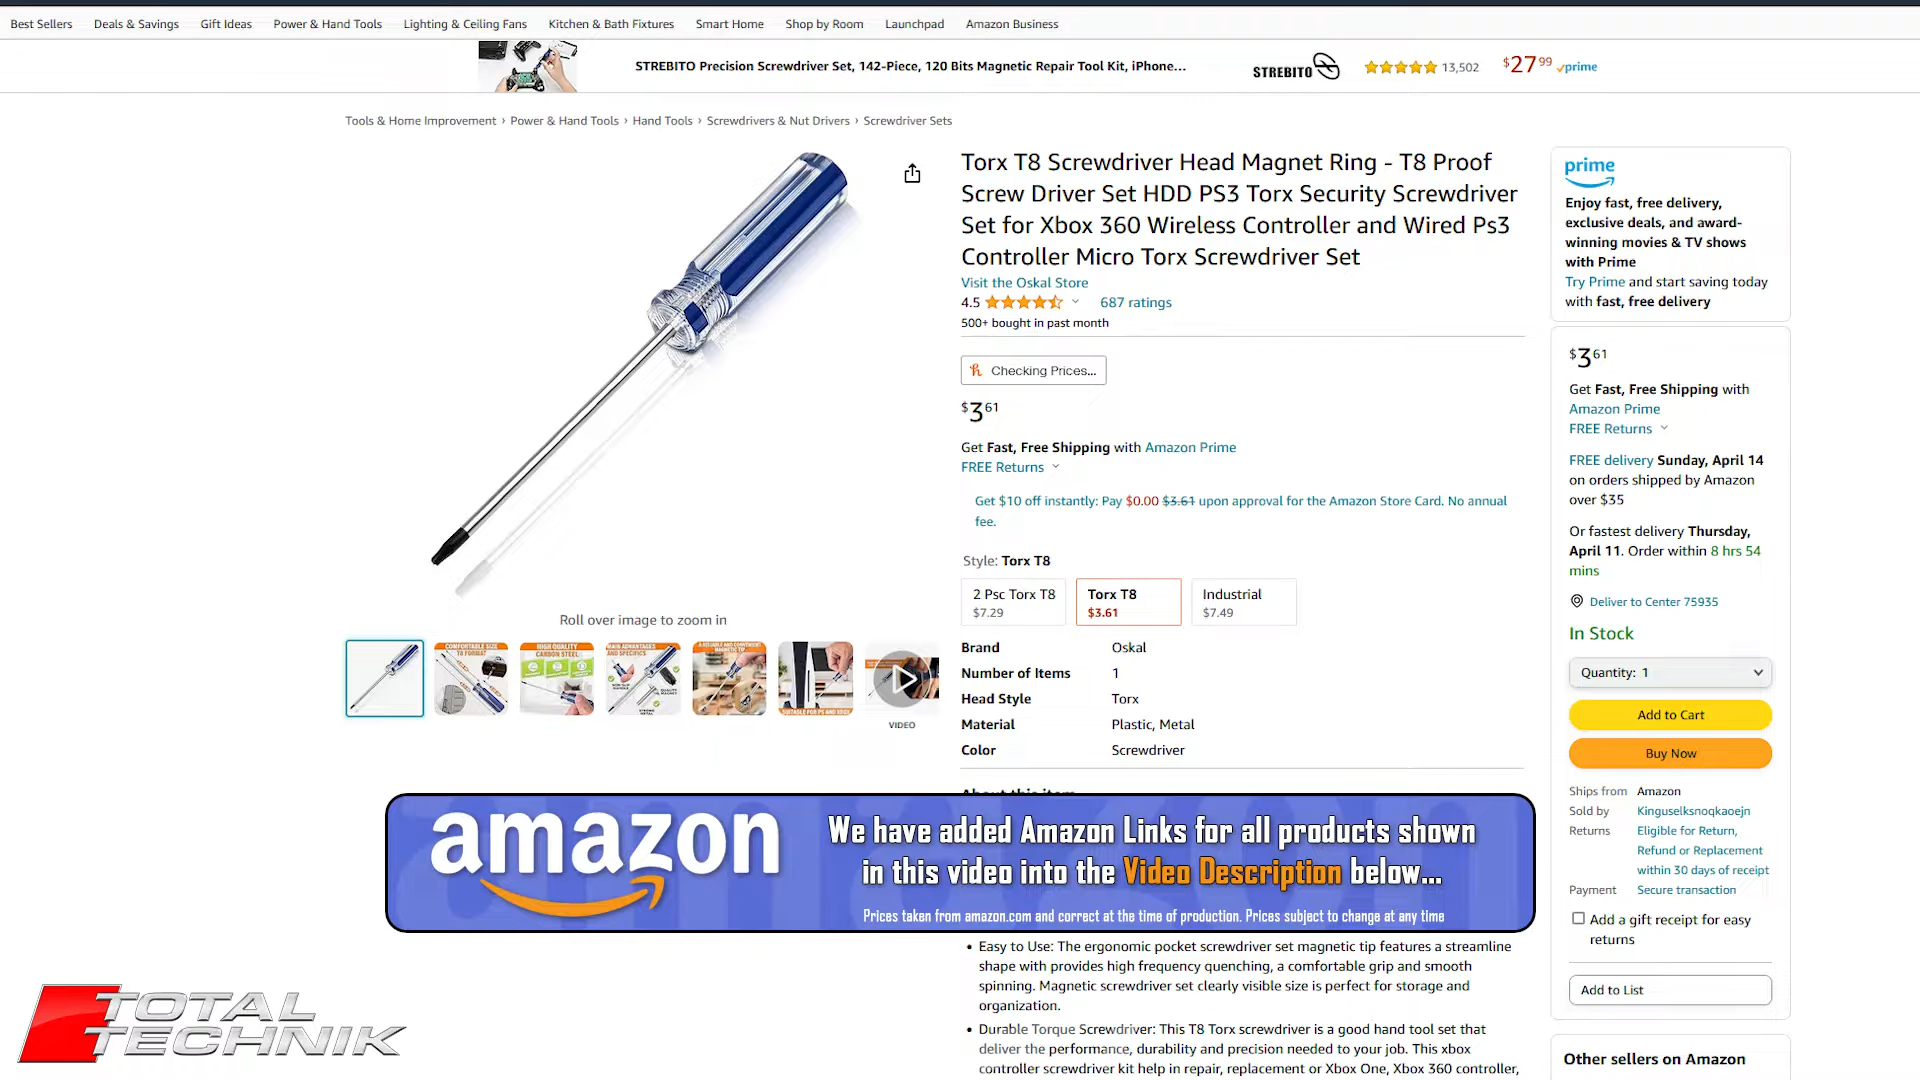 Best Sellers Deals & Savings Gift Ideas Power & Hand Tools Lighting & Ceiling Fans Kitchen & Bath Fixtures Smart Home Shop by Room Launchpad Amazon Business
STREBITO Precision Screwdriver Set, 142-Piece, 120 Bits Magnetic Repair Tool Kit, iPhone...
STREBITO
13,502
$27 99 prime
Tools & Home Improvement › Power & Hand Tools › Hand Tools › Screwdrivers & Nut Drivers › Screwdriver Sets
Roll over image to zoom in
COMFORTABLE SIZE
T8 FORMAT
HIGH QUALITY
CARBON STEEL
MAIN ADVANTAGES
AND SPECIFICS
A RELIABLE AND CONVENIENT
MAGNETIC TIP
VIDEO
Torx T8 Screwdriver Head Magnet Ring - T8 Proof
Screw Driver Set HDD PS3 Torx Security Screwdriver
Set for Xbox 360 Wireless Controller and Wired Ps3
Controller Micro Torx Screwdriver Set
Visit the Oskal Store
4.5 687 ratings
500+ bought in past month
Checking Prices...
$3 61
Get Fast, Free Shipping with Amazon Prime
FREE Returns
Get $10 off instantly: Pay $0.00 $3.61 upon approval for the Amazon Store Card. No annual
fee.
Style: Torx T8
2 Psc Torx T8
$7.29
Torx T8
$3.61
Industrial
$7.49
Brand Oskal
Number of Items 1
Head Style Torx
Material Plastic, Metal
Color Screwdriver
About this item
amazon
We have added Amazon Links for all products shown
in this video into the Video Description below...
Prices taken from amazon.com and correct at the time of production. Prices subject to change at any time
• Easy to Use: The ergonomic pocket screwdriver set magnetic tip features a streamline
shape with provides high frequency quenching, a comfortable grip and smooth
spinning. Magnetic screwdriver set clearly visible size is perfect for storage and
organization.
• Durable Torque Screwdriver: This T8 Torx screwdriver is a good hand tool set that
deliver the performance, durability and precision needed to your job. This xbox
controller screwdriver kit help in repair, replacement or Xbox One, Xbox 360 controller,
prime
Enjoy fast, free delivery,
exclusive deals, and award-
winning movies & TV shows
with Prime
Try Prime and start saving today
with fast, free delivery
$3 61
Get Fast, Free Shipping with
Amazon Prime
FREE Returns
FREE delivery Sunday, April 14
on orders shipped by Amazon
over $35
Or fastest delivery Thursday,
April 11. Order within 8 hrs 54
mins
Deliver to Center 75935
In Stock
Quantity: 1
Add to Cart
Buy Now
Ships from Amazon
Sold by Kinguselksnoqkaoejn
Returns Eligible for Return,
Refund or Replacement
within 30 days of receipt
Payment Secure transaction
Add a gift receipt for easy
returns
Add to List
Other sellers on Amazon
TOTAL
TECHNIK